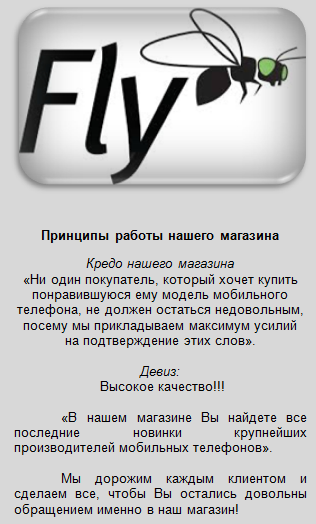 Fly
Принципы работы нашего магазина
Кредо нашего магазина
«Ни один покупатель, который хочет купить
понравившуюся ему модель мобильного
телефона, не должен остаться недовольным,
посему мы прикладываем максимум усилий
на подтверждение этих слов».
Девиз:
Высокое качество!!!
«В нашем магазине Вы найдете все
последние новинки крупнейших
производителей мобильных телефонов».
Мы дорожим каждым клиентом и
сделаем все, чтобы Вы остались довольны
обращением именно в наш магазин!